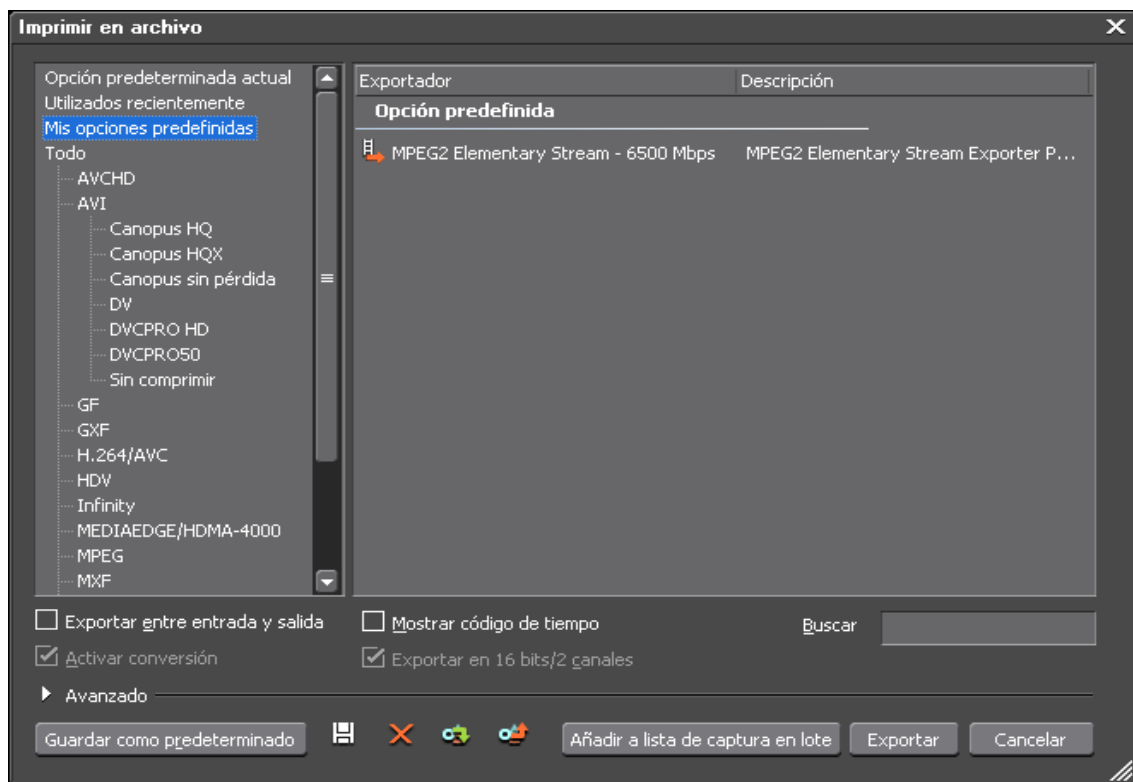 Imprimir en archivo
Opción predeterminada actual
Utilizados recientemente
Mis opciones predefinidas
Todo
AVCHD
AVI
Canopus HQ
Canopus HQX
Canopus sin pérdida
DV
DVCPRO HD
DVCPRO50
Sin comprimir
GF
GXF
H.264/AVC
HDV
Infinity
MEDIAEDGE/HDMA-4000
MPEG
MXF
Exportador Descripción
Opción predefinida
MPEG2 Elementary Stream - 6500 Mbps MPEG2 Elementary Stream Exporter P...
Exportar entre entrada y salida Mostrar código de tiempo Buscar
Activar conversión Exportar en 16 bits/2 canales
Avanzado
Guardar como predeterminado Añadir a lista de captura en lote Exportar Cancelar